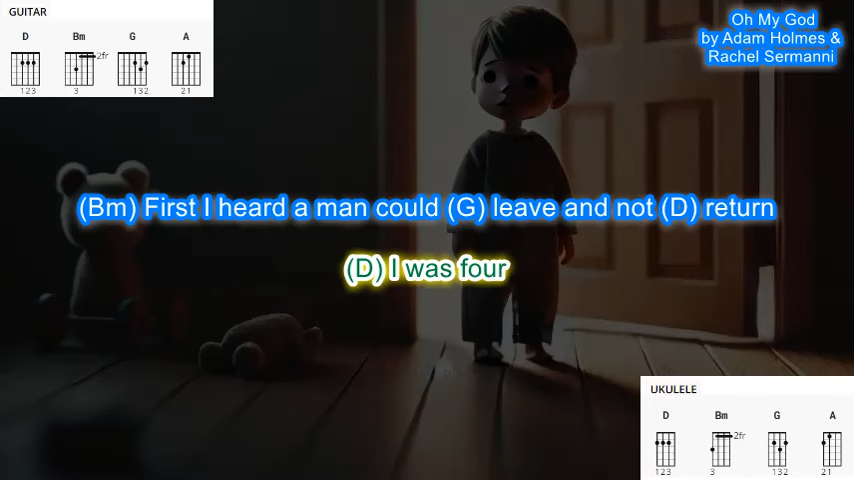 GUITAR
D Bm G A
2fr
123 3 132 21
Oh My God
by Adam Holmes &
Rachel Sermanni
(Bm) First I heard a man could (G) leave and not (D) return
(D) I was four
UKULELE
D Bm G A
2fr
123 3 132 21